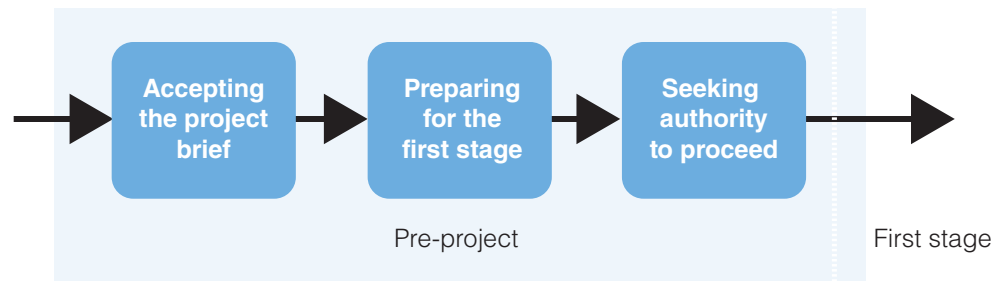 Accepting
the project
brief
Preparing
for the
first stage
Seeking
authority
to proceed
Pre-project
First stage